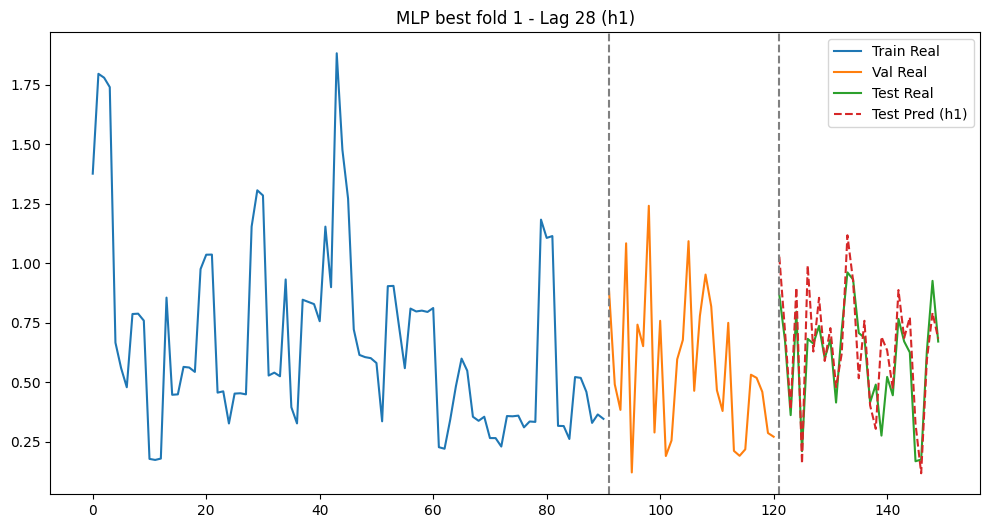 MLP best fold 1 - Lag 28 (h1)
Train Real
Val Real
Test Real
Test Pred (h1)
1.75
1.50
1.25
1.00
0.75
0.50
0.25
0 20 40 60 80 100 120 140